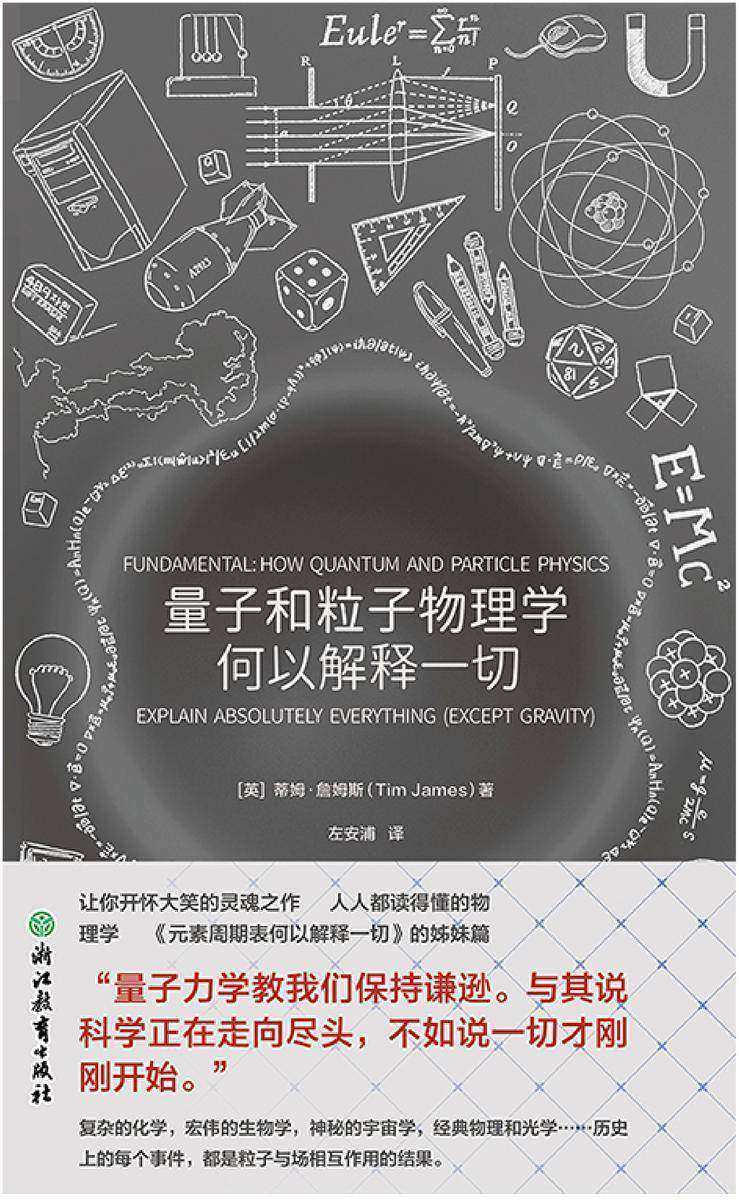 Euleʳ=∑rⁿ/n!
n=0
R
L
P
θ
a
Q
O
APH3
E=Mc²
FUNDAMENTAL: HOW QUANTUM AND PARTICLE PHYSICS
量子和粒子物理学
何以解释一切
EXPLAIN ABSOLUTELY EVERYTHING (EXCEPT GRAVITY)
[英] 蒂姆·詹姆斯 (Tim James) 著
左安浦 译
让你开怀大笑的灵魂之作 人人都读得懂的物
理学 《元素周期表何以解释一切》的姊妹篇
“量子力学教我们保持谦逊。与其说
科学正在走向尽头，不如说一切才刚
刚开始。”
复杂的化学，宏伟的生物学，神秘的宇宙学，经典物理和光学……历史
上的每个事件，都是粒子与场相互作用的结果。
浙江教育出版社